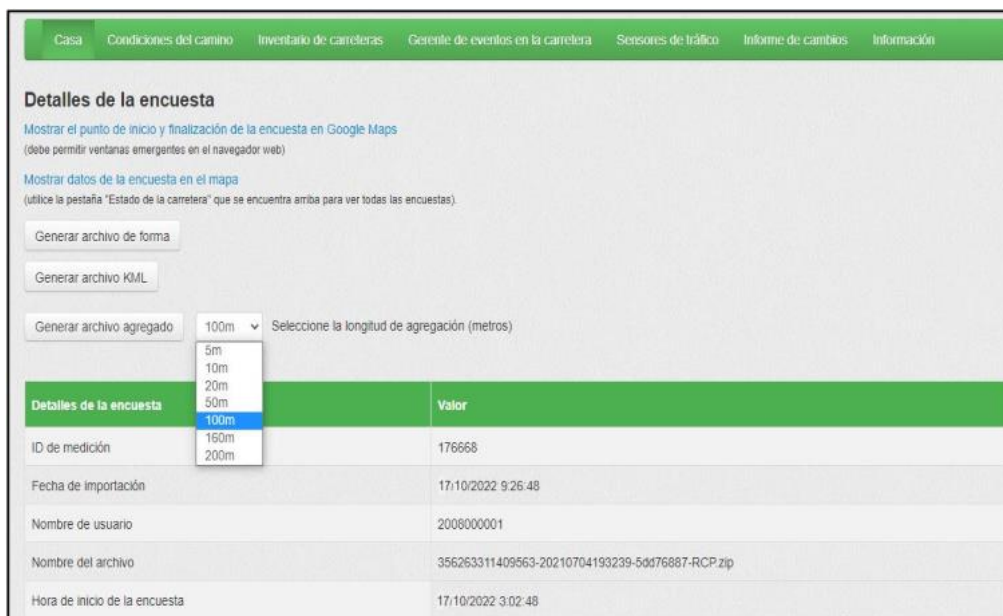 Casa Condiciones del camino Inventario de carreteras Gerente de eventos en la carretera Sensores de tráfico Informe de cambios Información
Detalles de la encuesta
Mostrar el punto de inicio y finalización de la encuesta en Google Maps
(debe permitir ventanas emergentes en el navegador web)
Mostrar datos de la encuesta en el mapa
(utilice la pestaña "Estado de la carretera" que se encuentra arriba para ver todas las encuestas).
Generar archivo de forma
Generar archivo KML
Generar archivo agregado 100m Seleccione la longitud de agregación (metros)
5m
10m
20m
50m
100m
160m
200m
Detalles de la encuesta Valor
ID de medición 176668
Fecha de importación 17/10/2022 9:26:48
Nombre de usuario 2008000001
Nombre del archivo 356263311409563-20210704193239-5dd76887-RCP.zip
Hora de inicio de la encuesta 17/10/2022 3:02:48